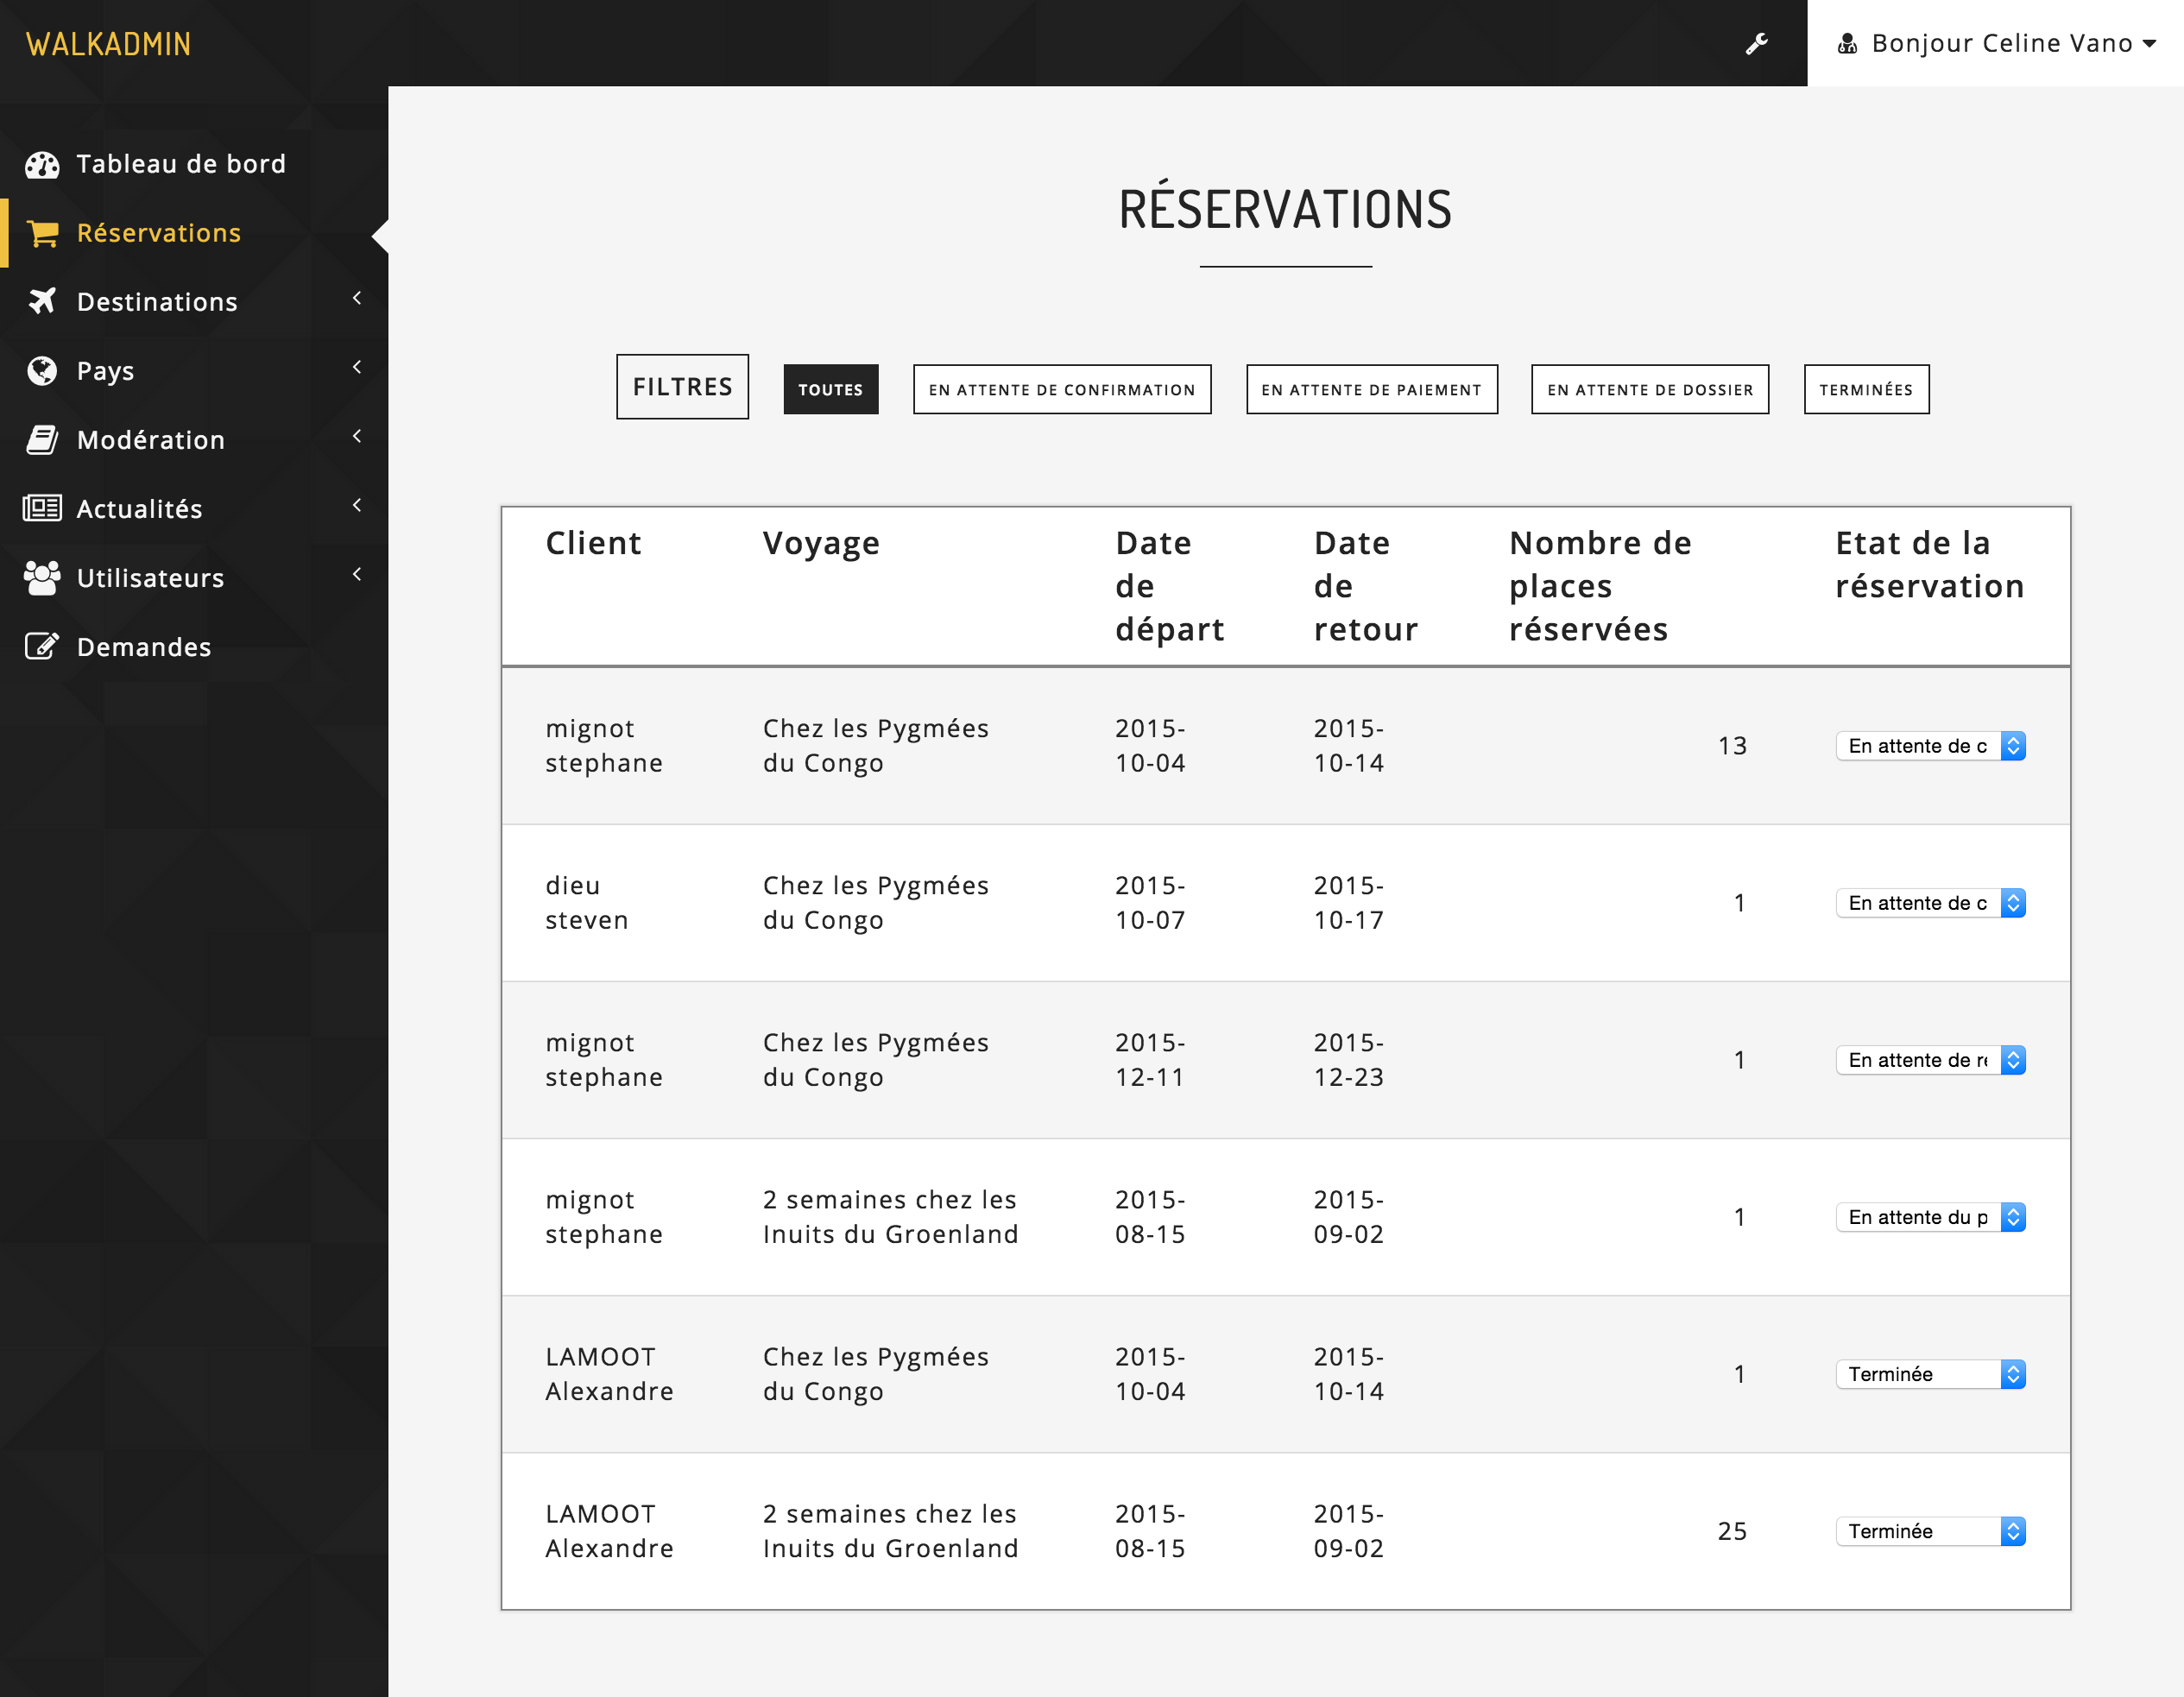 WALKADMIN
Bonjour Celine Vano
Tableau de bord
Réservations
Destinations
Pays
Modération
Actualités
Utilisateurs
Demandes
RÉSERVATIONS
FILTRES
TOUTES
EN ATTENTE DE CONFIRMATION
EN ATTENTE DE PAIEMENT
EN ATTENTE DE DOSSIER
TERMINÉES
Client
Voyage
Date
de
départ
Date
de
retour
Nombre de
places
réservées
Etat de la
réservation
mignot
stephane
Chez les Pygmées
du Congo
2015-
10-04
2015-
10-14
13
En attente de c
dieu
steven
Chez les Pygmées
du Congo
2015-
10-07
2015-
10-17
1
En attente de c
mignot
stephane
Chez les Pygmées
du Congo
2015-
12-11
2015-
12-23
1
En attente de re
mignot
stephane
2 semaines chez les
Inuits du Groenland
2015-
08-15
2015-
09-02
1
En attente du p
LAMOOT
Alexandre
Chez les Pygmées
du Congo
2015-
10-04
2015-
10-14
1
Terminée
LAMOOT
Alexandre
2 semaines chez les
Inuits du Groenland
2015-
08-15
2015-
09-02
25
Terminée